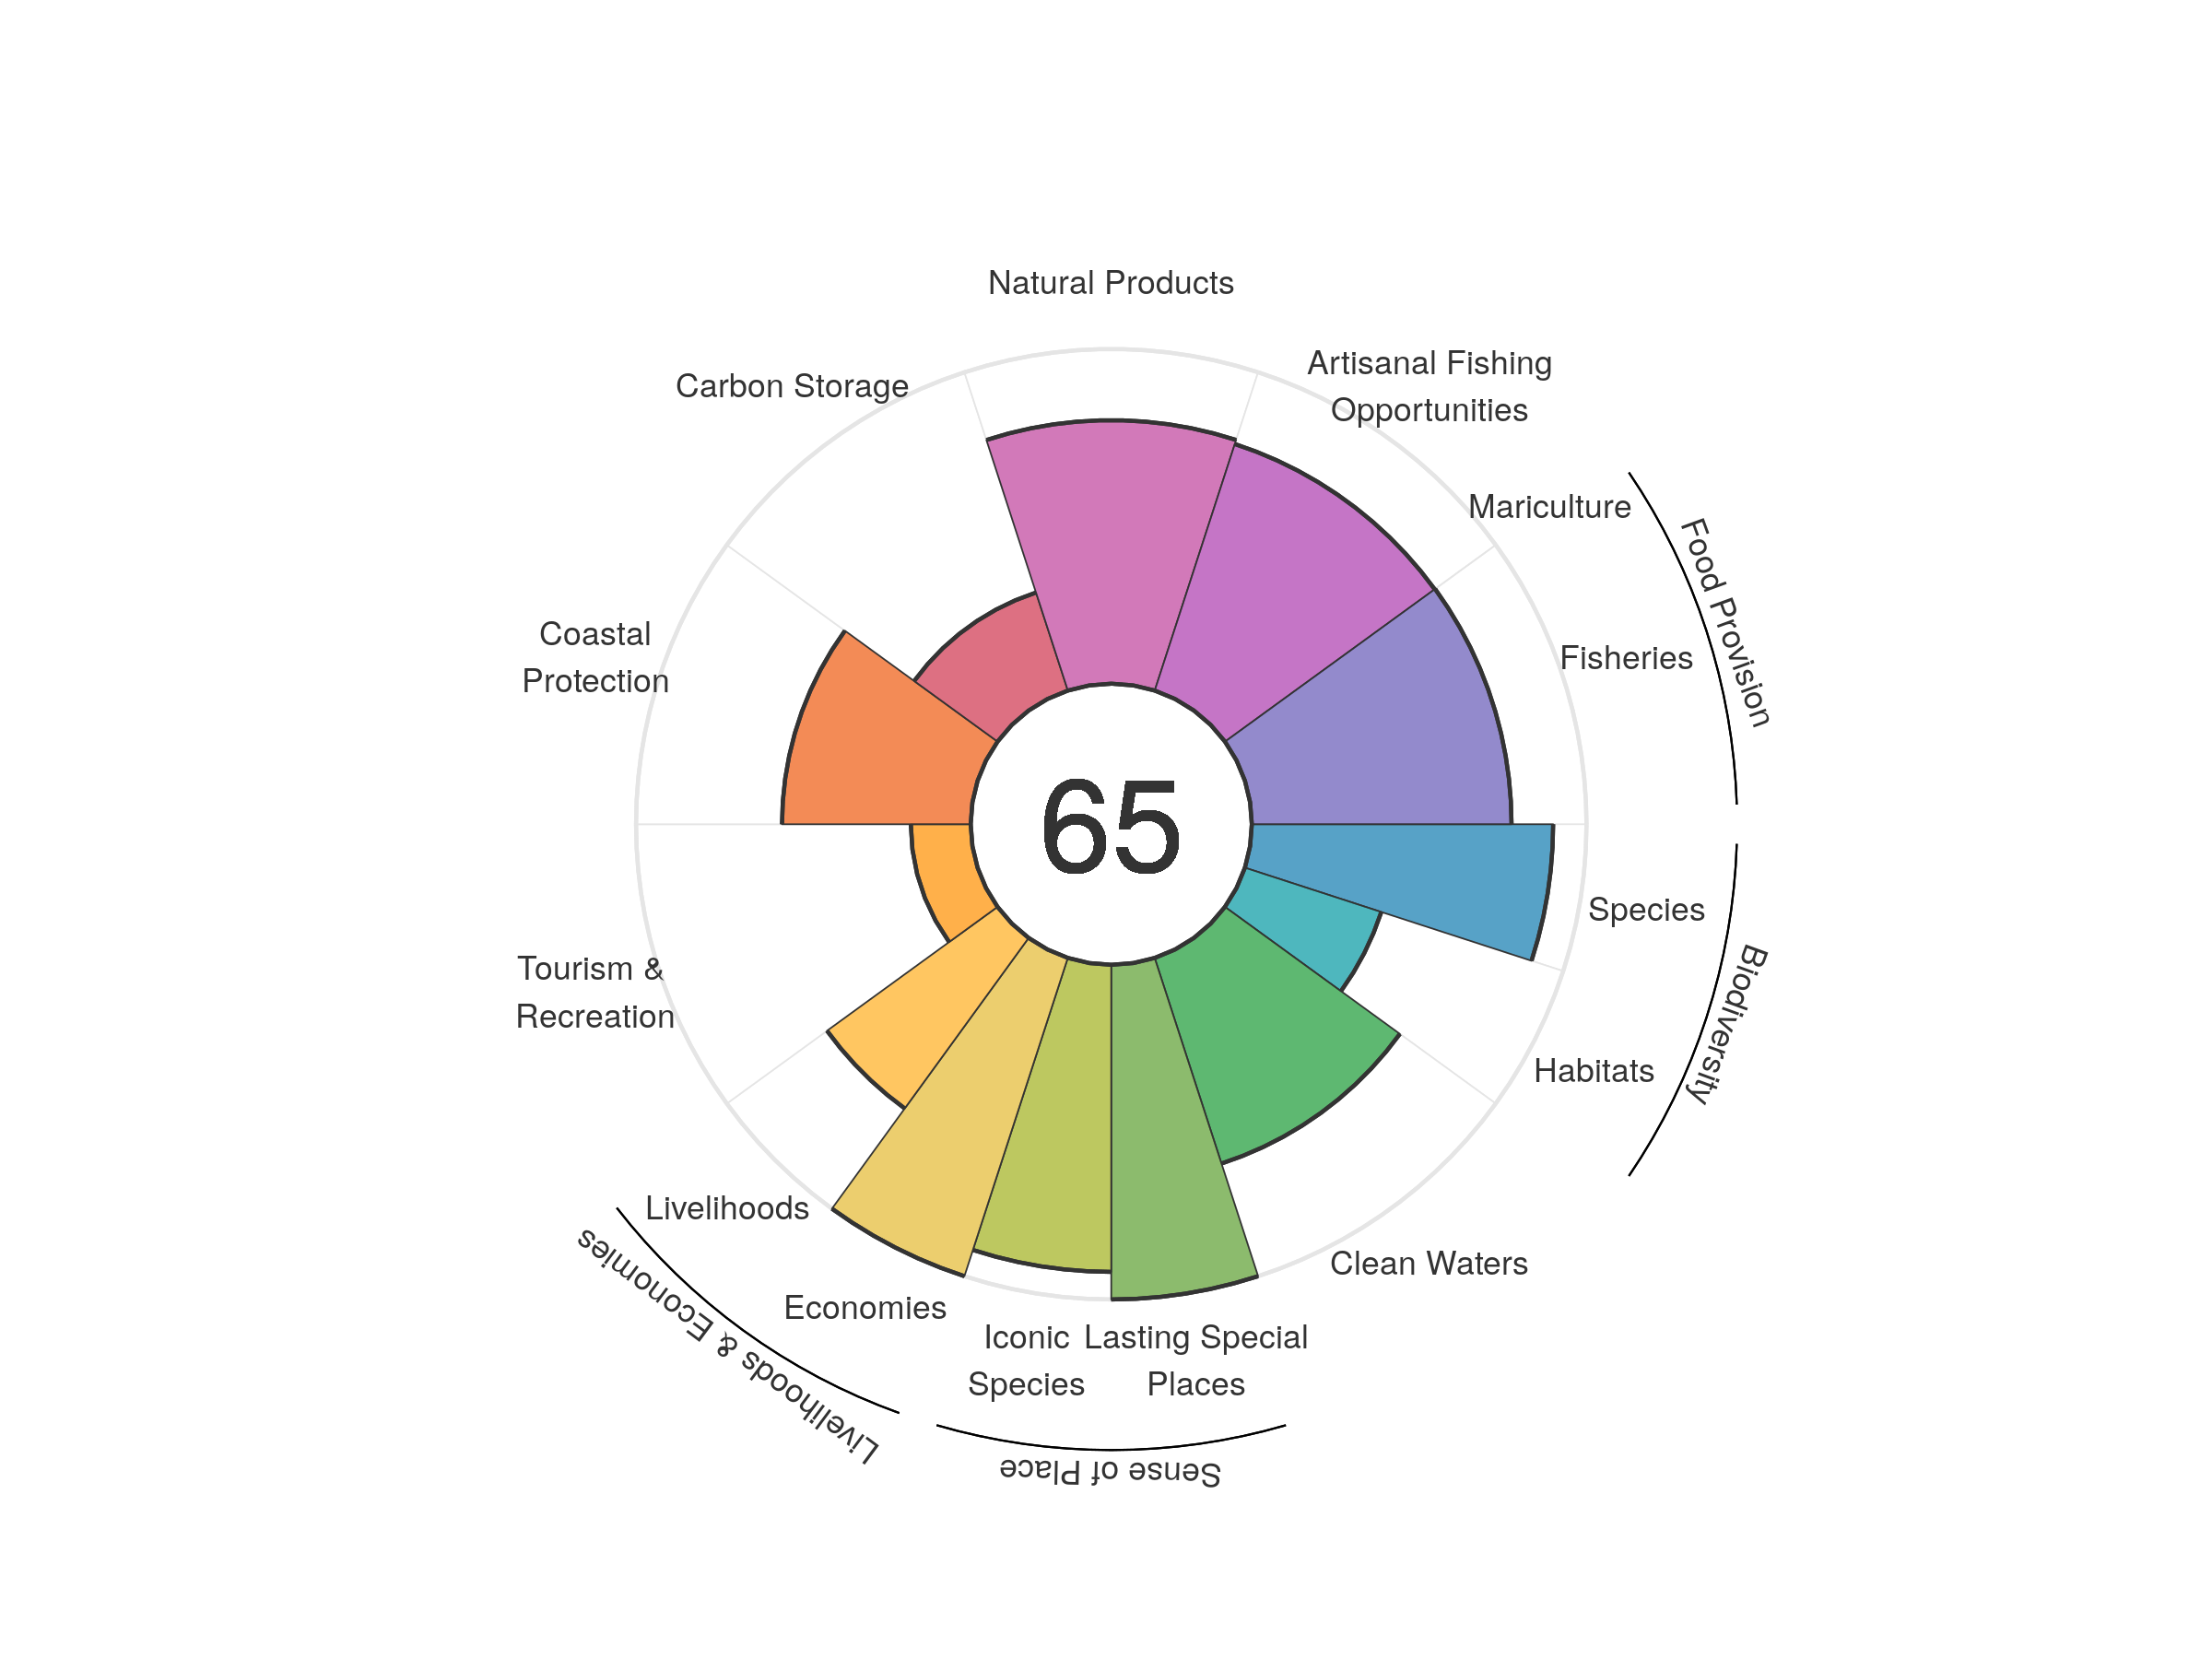 Natural Products
Artisanal Fishing
Opportunities
Carbon Storage
Mariculture
Food Provision
Coastal
Protection
Fisheries
65
Species
Biodiversity
Tourism &
Recreation
Habitats
Livelihoods
Livelihoods & Economies
Clean Waters
Economies
Iconic
Species
Lasting Special
Places
Sense of Place